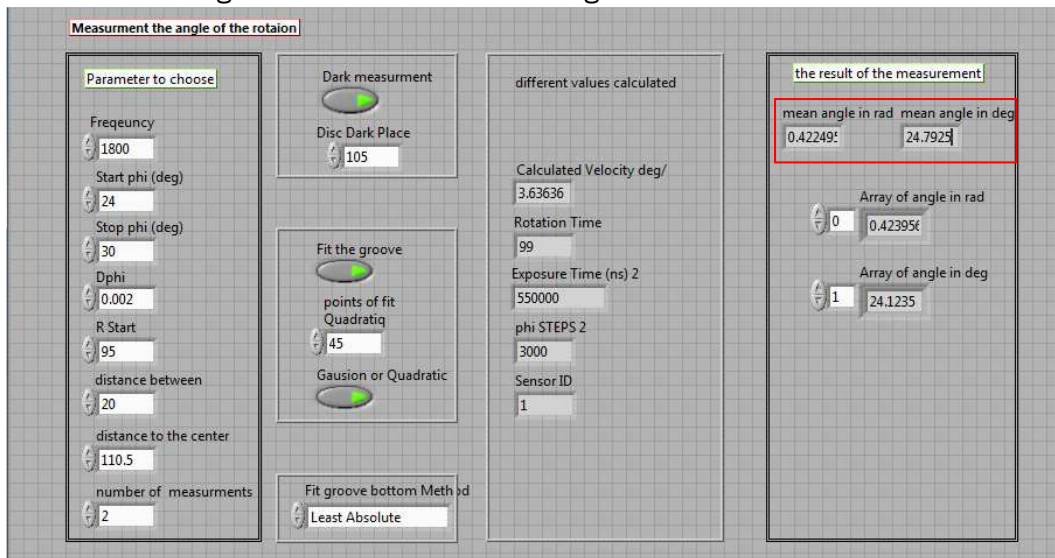 Measurment the angle of the rotaion
Parameter to choose
Freqeuncy
1800
Start phi (deg)
24
Stop phi (deg)
30
Dphi
0.002
R Start
95
distance between
20
distance to the center
110.5
number of measurments
2
Dark measurment
Disc Dark Place
105
Fit the groove
points of fit
Quadratiq
45
Gausion or Quadratic
Fit groove bottom Method
Least Absolute
different values calculated
Calculated Velocity deg/
3.63636
Rotation Time
99
Exposure Time (ns) 2
550000
phi STEPS 2
3000
Sensor ID
1
the result of the measurement
mean angle in rad mean angle in deg
24.7925
Array of angle in rad
0
Array of angle in deg
1
24.1235